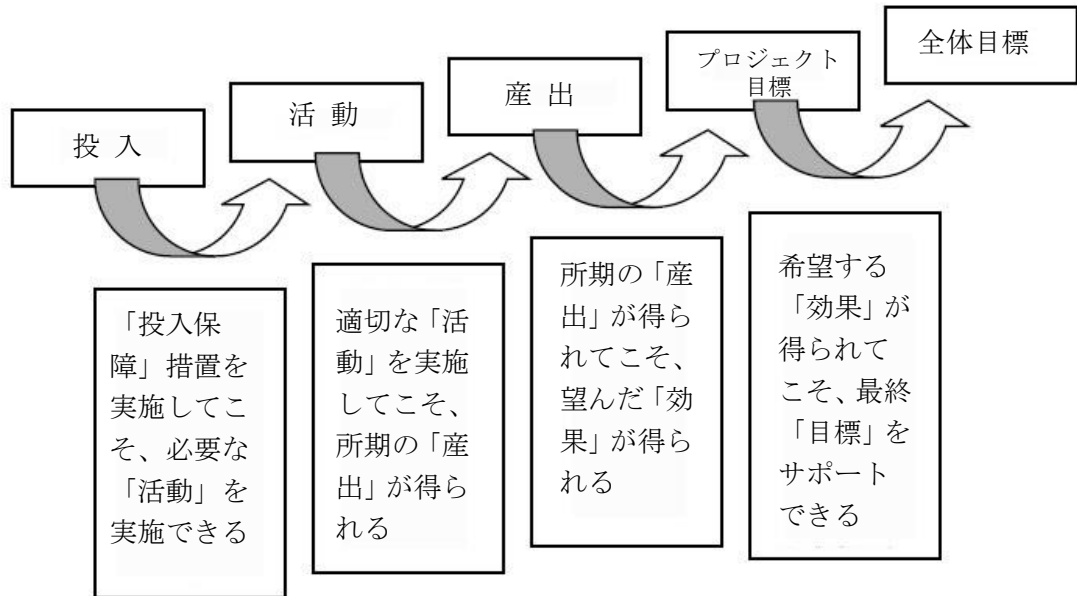 投 入
活 動
産 出
プロジェクト
目標
全体目標
「投入保
障」措置を
実施してこ
そ、必要な
「活動」を
実施できる
適切な「活
動」を実施
してこそ、
所期の「産
出」が得ら
れる
所期の「産
出」が得ら
れてこそ、
望んだ「効
果」が得ら
れる
希望する
「効果」が
得られて
こそ、最終
「目標」を
サポート
できる